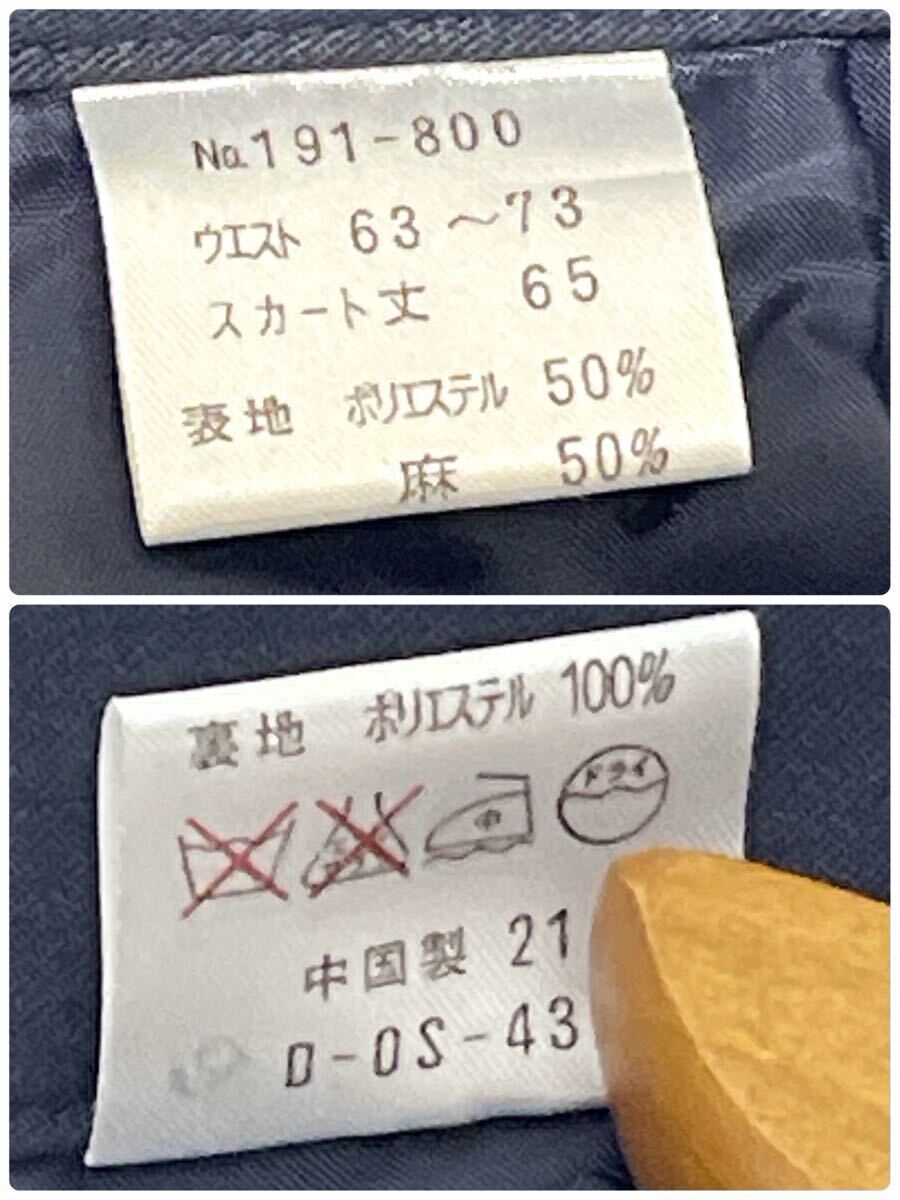 No.191-800
ウエスト 63～73
スカート丈 65
表地 ポリエステル 50%
麻 50%
裏地 ポリエステル 100%
中 ドライ
中国製 21
D-OS-43